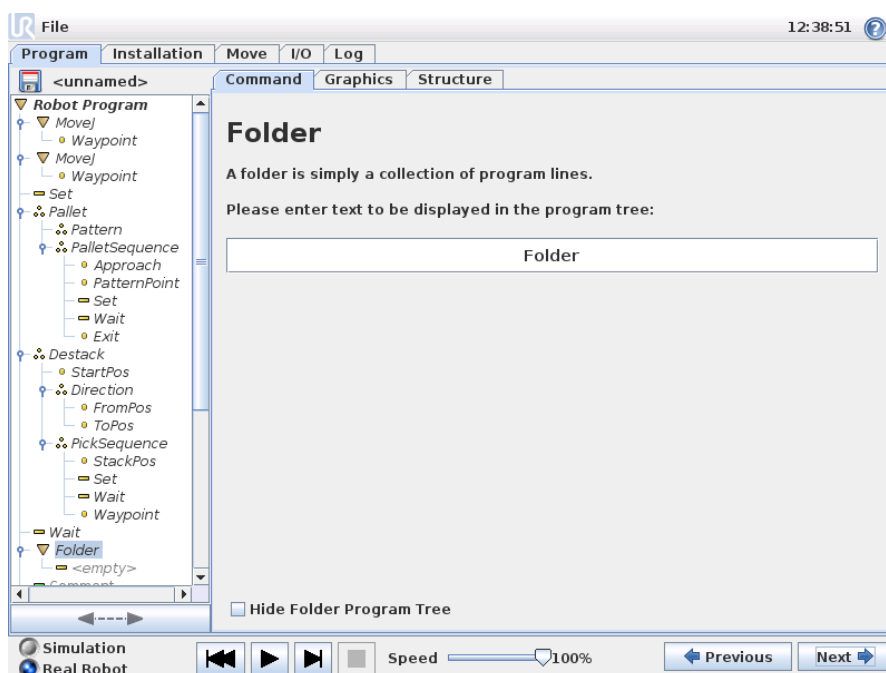 UR File 12:38:51 ?
Program Installation Move I/O Log
<unnamed> Command Graphics Structure
Robot Program
MoveJ
Waypoint
MoveJ
Waypoint
Set
Pallet
Pattern
PalletSequence
Approach
PatternPoint
Set
Wait
Exit
Destack
StartPos
Direction
FromPos
ToPos
PickSequence
StackPos
Set
Wait
Waypoint
Wait
Folder
<empty>
Comment
Folder
A folder is simply a collection of program lines.
Please enter text to be displayed in the program tree:
Folder
Hide Folder Program Tree
Simulation
Real Robot
Speed 100%
Previous Next